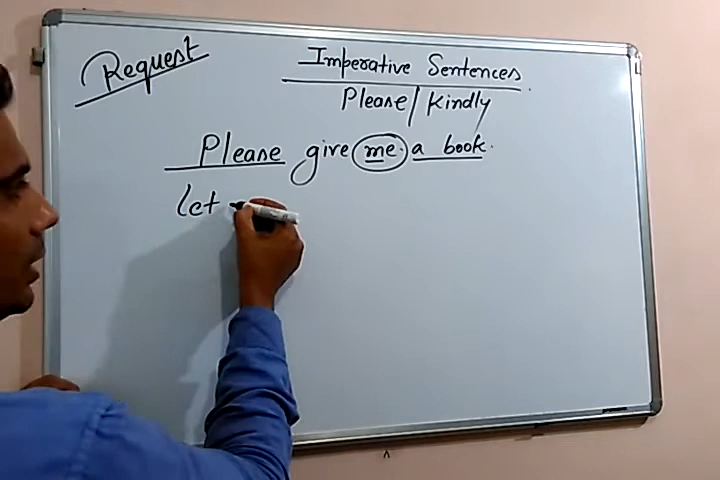 Request
Imperative Sentences
Please/Kindly
Please give me a book.
Let